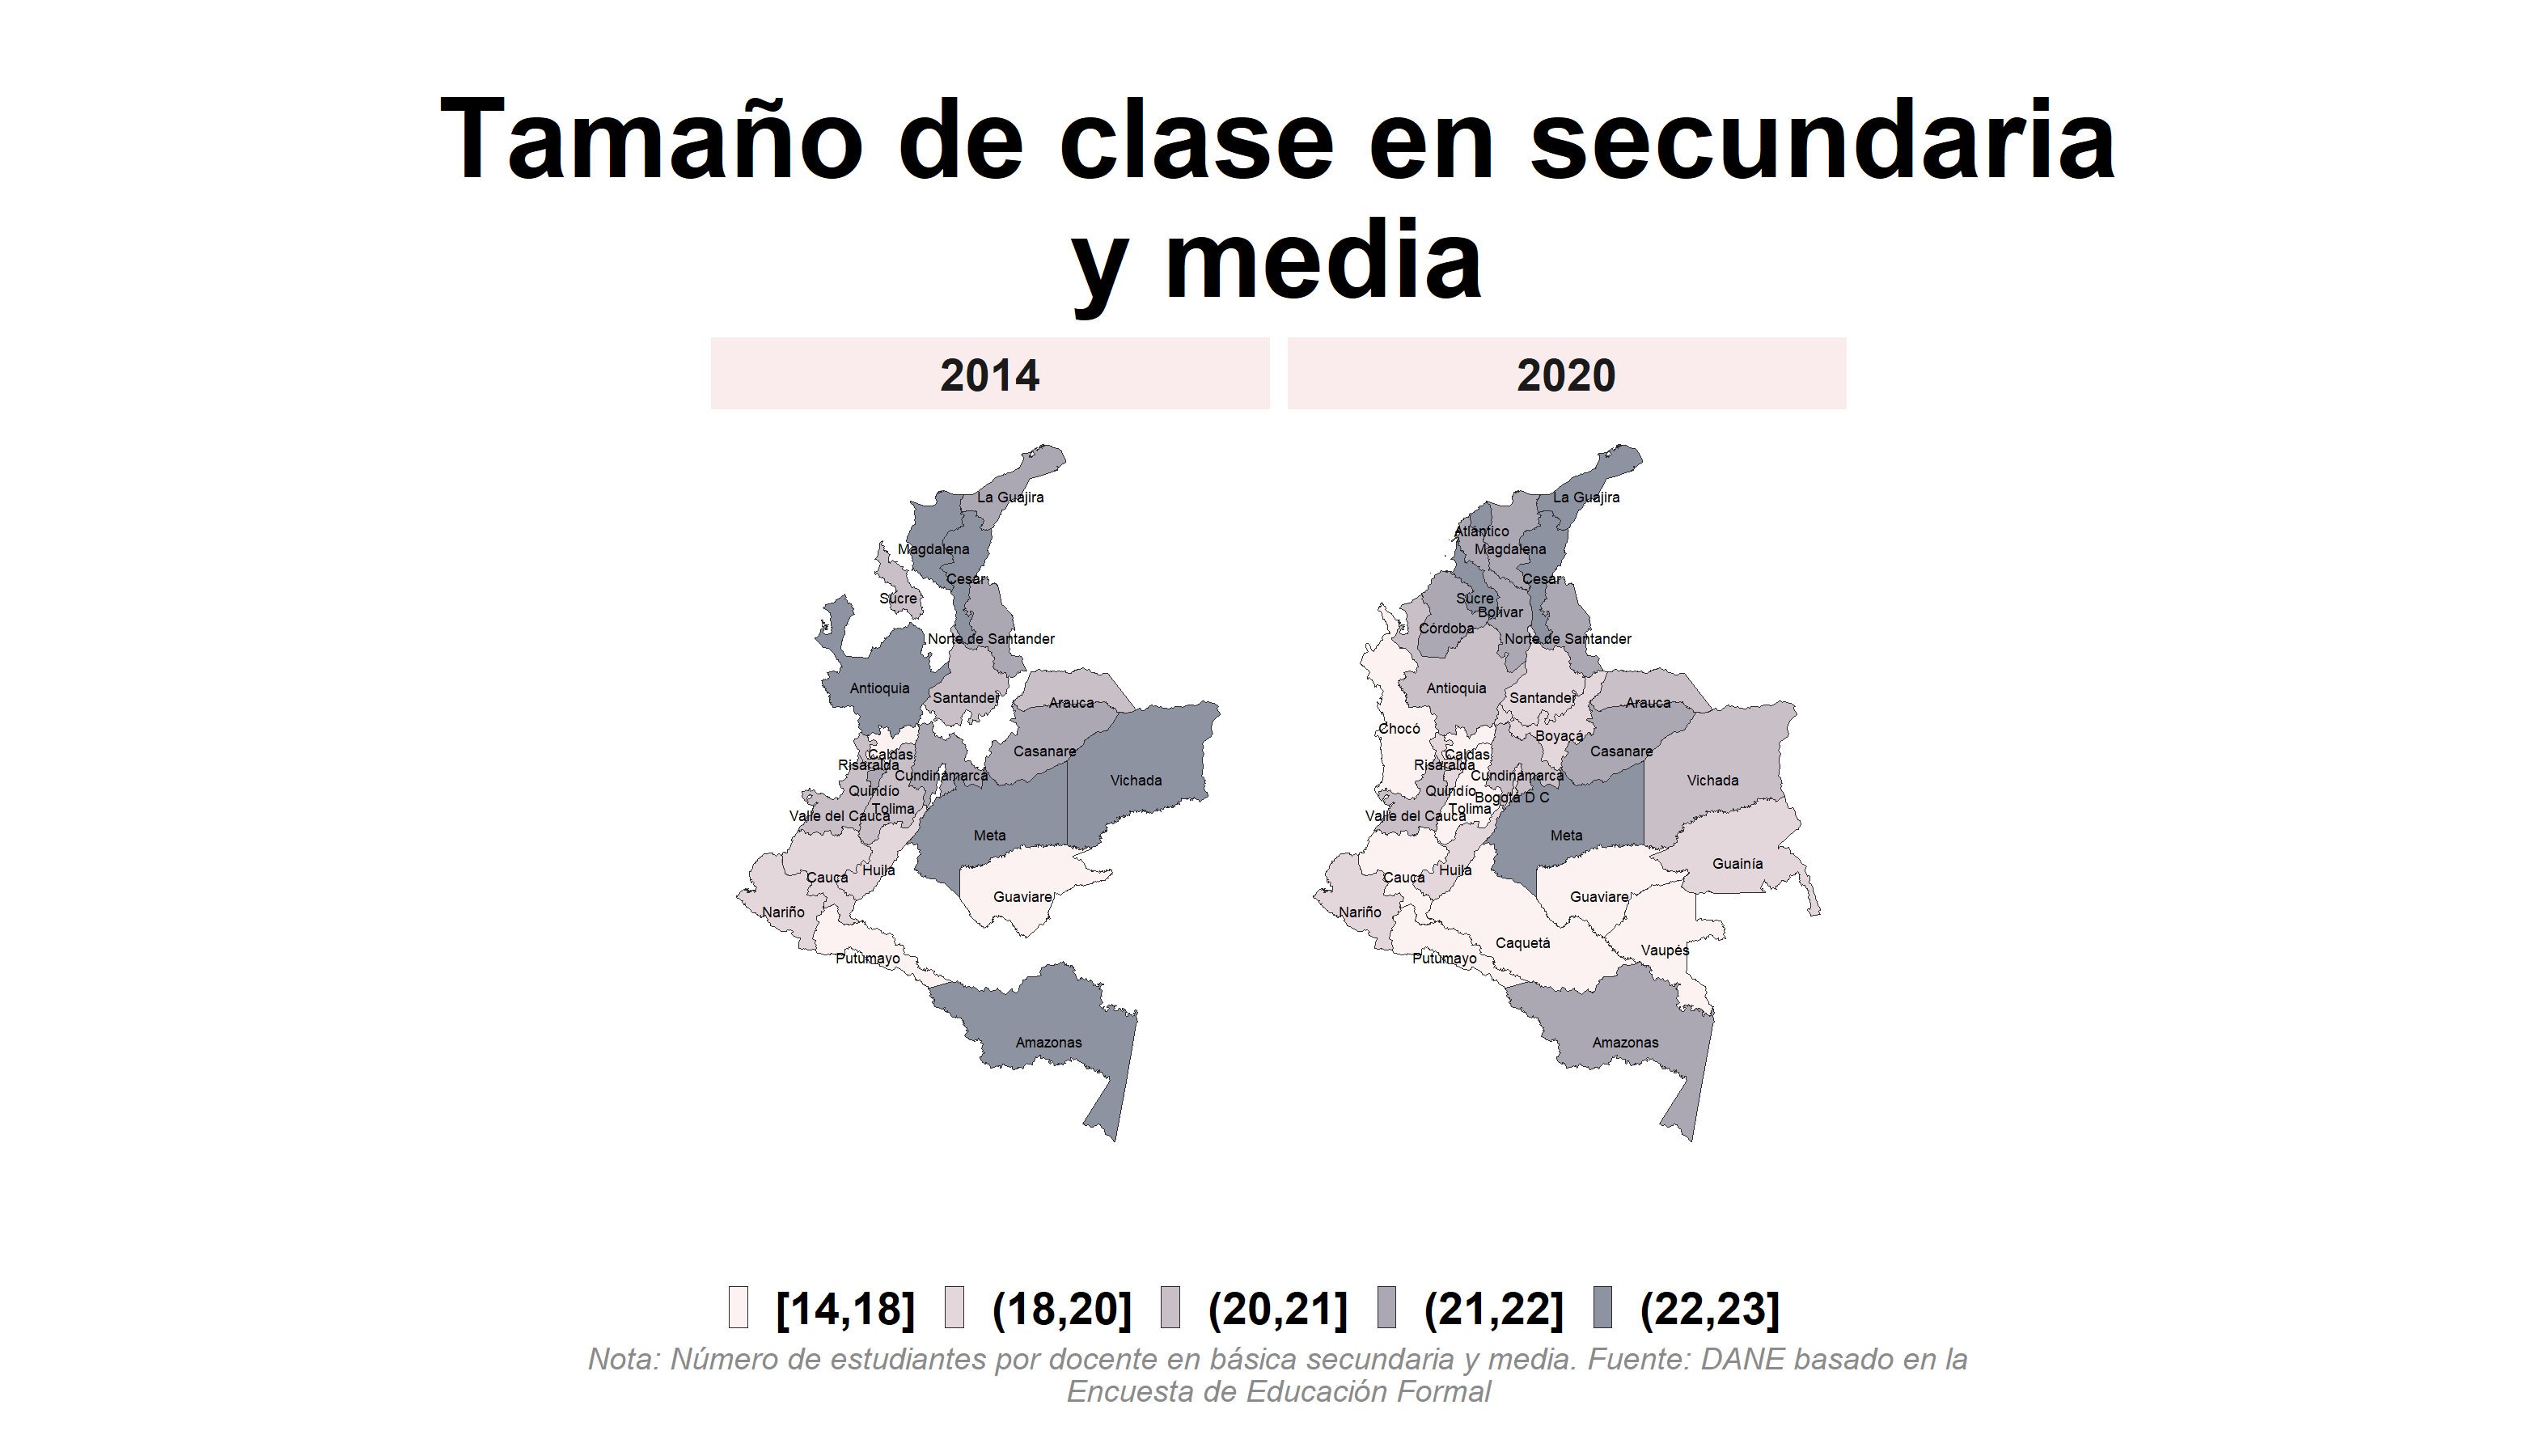 Tamaño de clase en secundaria
y media
2014
2020
La Guajira
Magdalena
Cesar
Sucre
Norte de Santander
Antioquia
Santander
Arauca
Casanare
Caldas
Risaralda
Cundinamarca
Vichada
Quindío
Tolima
Valle del Cauca
Meta
Huila
Cauca
Guaviare
Nariño
Putumayo
Amazonas
La Guajira
Atlántico
Magdalena
Cesar
Sucre
Bolívar
Córdoba
Norte de Santander
Antioquia
Santander
Arauca
Chocó
Boyacá
Casanare
Caldas
Risaralda
Cundinamarca
Vichada
Quindío
Bogotá D C
Tolima
Valle del Cauca
Meta
Guainía
Huila
Cauca
Guaviare
Nariño
Caquetá
Vaupés
Putumayo
Amazonas
[14,18] (18,20] (20,21] (21,22] (22,23]
Nota: Número de estudiantes por docente en básica secundaria y media. Fuente: DANE basado en la
Encuesta de Educación Formal